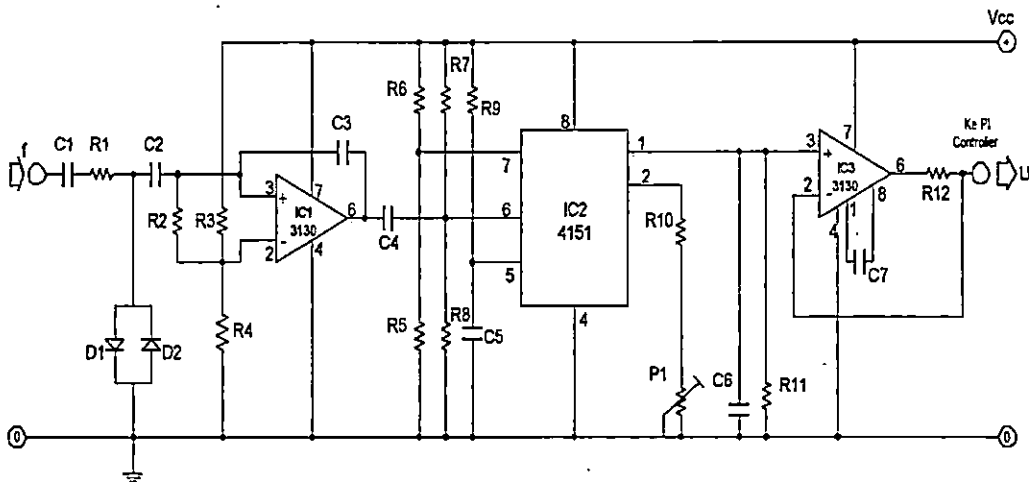 Vcc
f
C1
R1
C2
C3
R2
R3
R4
D1
D2
3
2
7
6
4
IC1
3130
C4
R6
R7
R9
R5
R8
C5
8
7
6
5
4
1
2
IC2
4151
R10
P1
C6
R11
3
2
7
6
4
1
8
IC3
3130
C7
R12
Ke PI
Controller
0
0